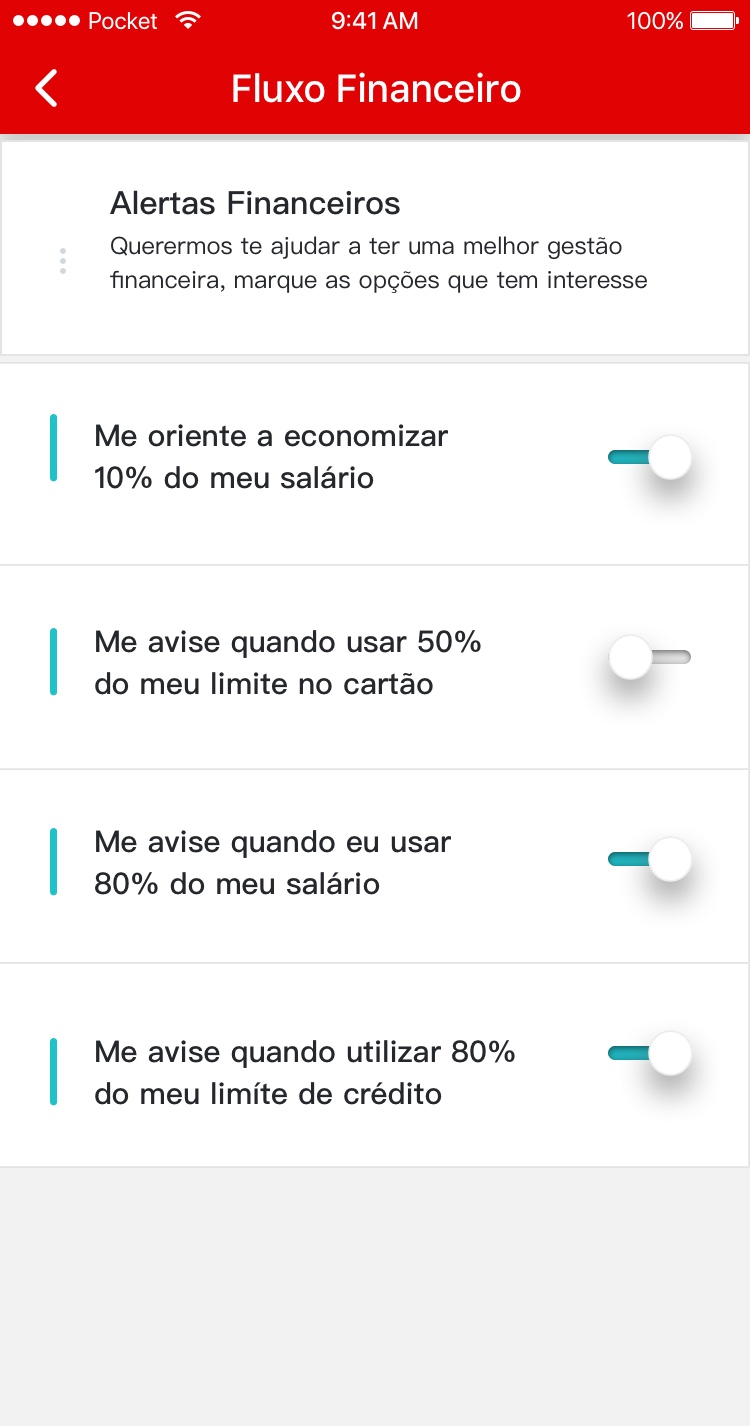 Pocket 9:41 AM 100%
Fluxo Financeiro
Alertas Financeiros
Querermos te ajudar a ter uma melhor gestão
financeira, marque as opções que tem interesse
Me oriente a economizar
10% do meu salário
Me avise quando usar 50%
do meu limite no cartão
Me avise quando eu usar
80% do meu salário
Me avise quando utilizar 80%
do meu limíte de crédito